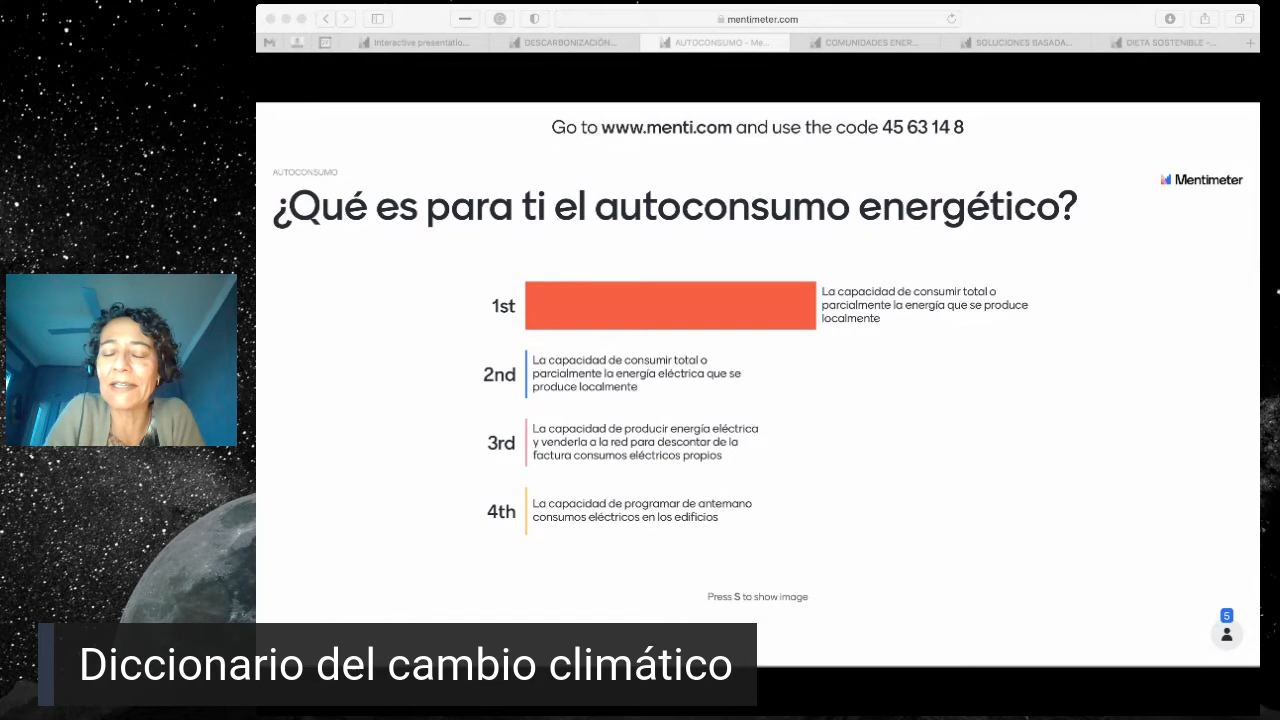 mentimeter.com
Interactive presentatio...
DESCARBONIZACIÓN...
AUTOCONSUMO - Me...
COMUNIDADES ENER...
SOLUCIONES BASADA...
DIETA SOSTENIBLE -...
Go to www.menti.com and use the code 45 63 14 8
AUTOCONSUMO
Mentimeter
¿Qué es para ti el autoconsumo energético?
1st
La capacidad de consumir total o
parcialmente la energía que se produce
localmente
2nd
La capacidad de consumir total o
parcialmente la energía eléctrica que se
produce localmente
3rd
La capacidad de producir energía eléctrica
y venderla a la red para descontar de la
factura consumos eléctricos propios
4th
La capacidad de programar de antemano
consumos eléctricos en los edificios
Press S to show image
5
Diccionario del cambio climático